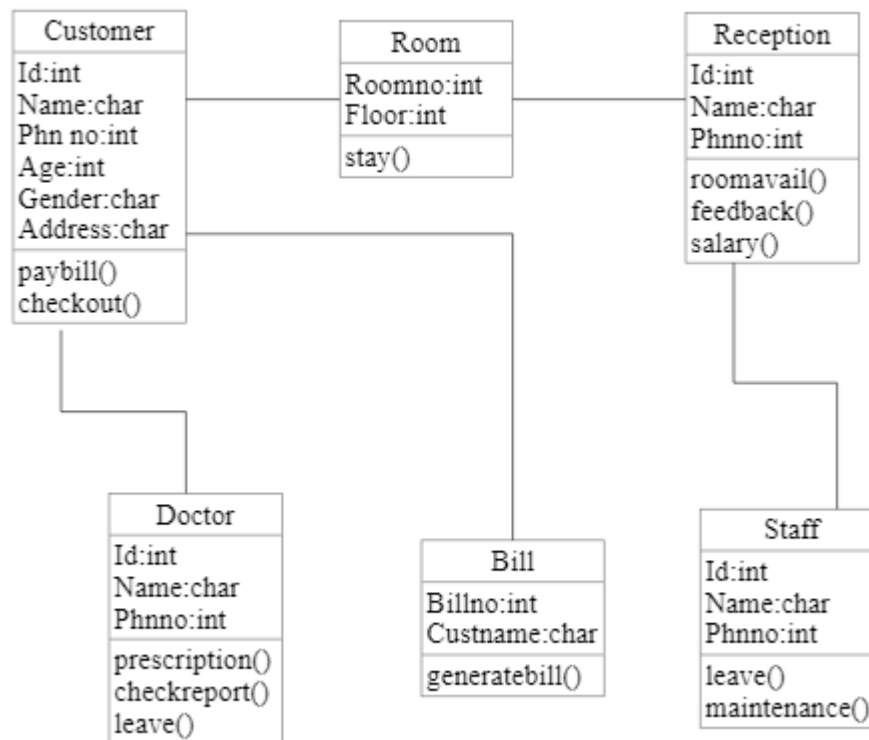 Customer
Id:int
Name:char
Phn no:int
Age:int
Gender:char
Address:char
paybill()
checkout()
Room
Roomno:int
Floor:int
stay()
Reception
Id:int
Name:char
Phnno:int
roomavail()
feedback()
salary()
Doctor
Id:int
Name:char
Phnno:int
prescription()
checkreport()
leave()
Bill
Billno:int
Custname:char
generatebill()
Staff
Id:int
Name:char
Phnno:int
leave()
maintenance()